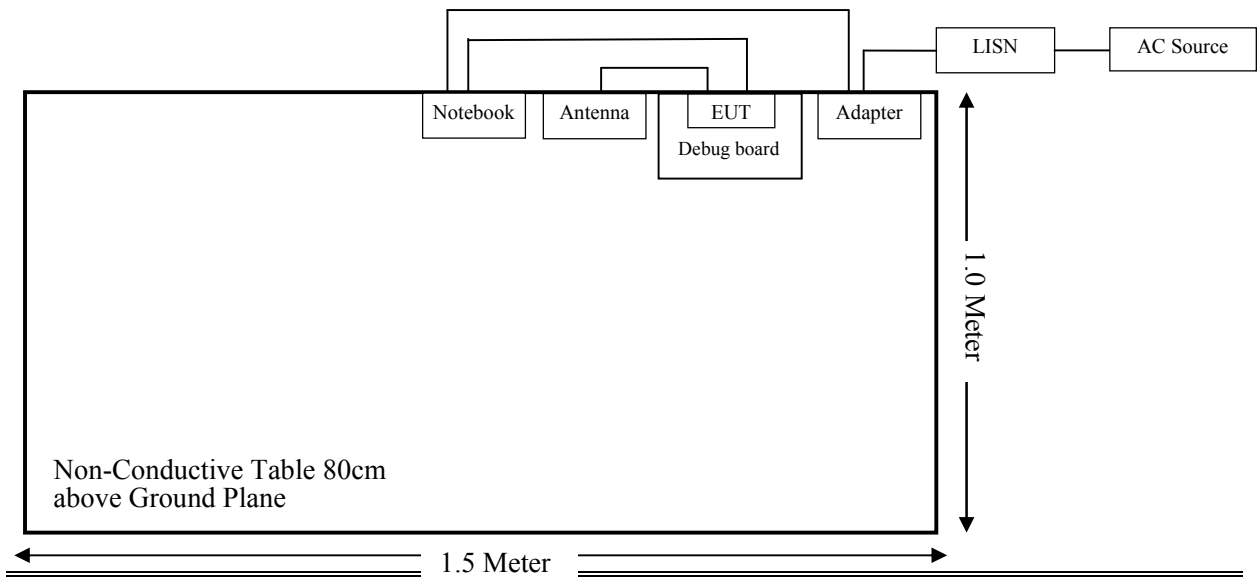 LISN
AC Source
Notebook
Antenna
EUT
Adapter
Debug board
1.0 Meter
Non-Conductive Table 80cm
above Ground Plane
1.5 Meter